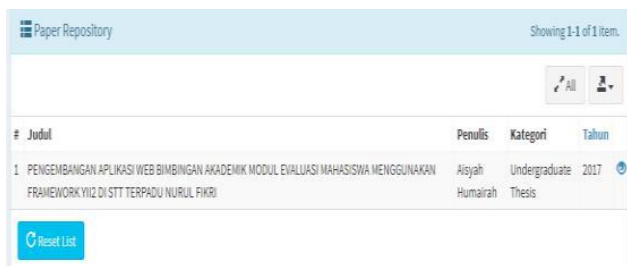 Paper Repository
Showing 1-1 of 1 item.
All
# Judul Penulis Kategori Tahun
1 PENGEMBANGAN APLIKASI WEB BIMBINGAN AKADEMIK MODUL EVALUASI MAHASISWA MENGGUNAKAN Aisyah Undergraduate 2017
FRAMEWORK YII2 DI STT TERPADU NURUL FIKRI Humairah Thesis
Reset List